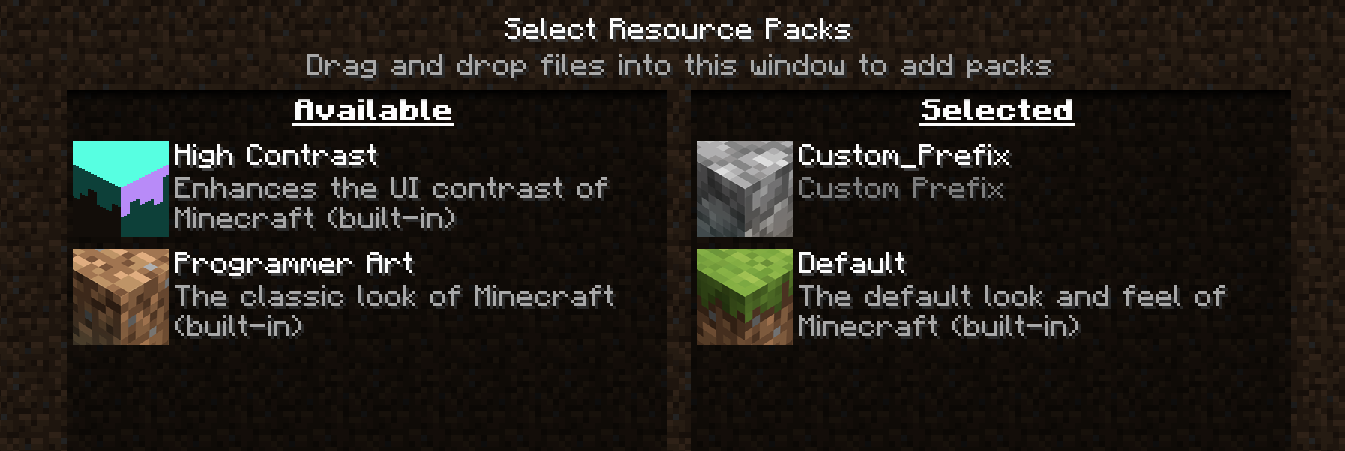 Select Resource Packs
Drag and drop files into this window to add packs
Available
High Contrast
Enhances the UI contrast of
Minecraft (built-in)
Programmer Art
The classic look of Minecraft
(built-in)
Selected
Custom_Prefix
Custom Prefix
Default
The default look and feel of
Minecraft (built-in)